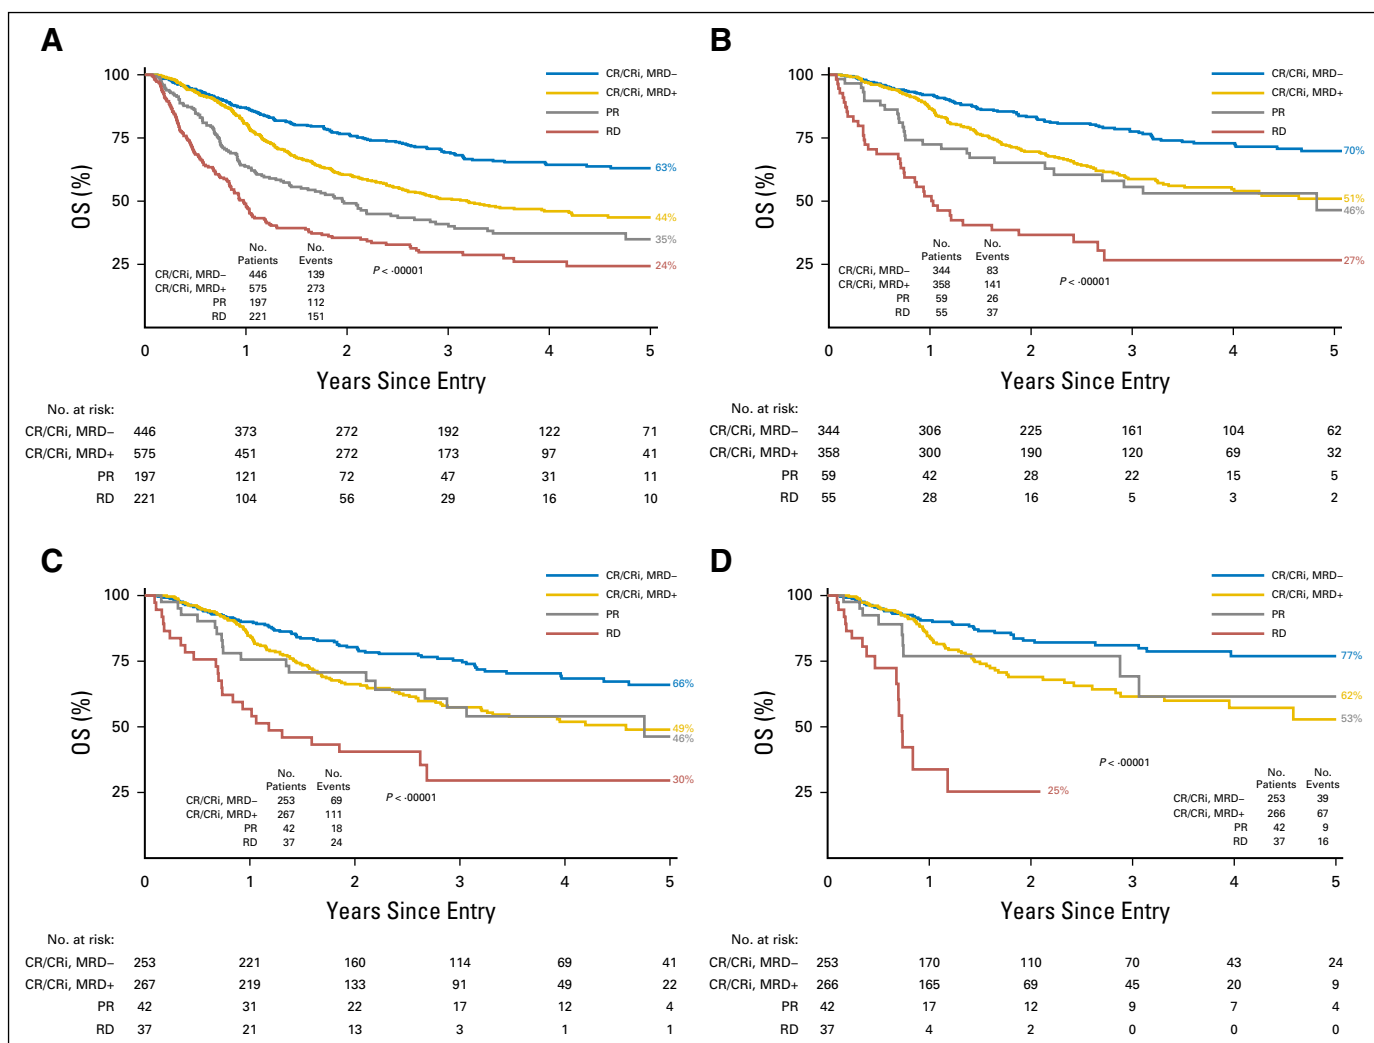 A
OS (%)
100
75
50
25
CR/CRi, MRD–
CR/CRi, MRD+
PR
RD
63%
44%
35%
24%
No. Patients No. Events
CR/CRi, MRD– 446 139
CR/CRi, MRD+ 575 273
PR 197 112
RD 221 151
P < ·00001
0 1 2 3 4 5
Years Since Entry
No. at risk:
CR/CRi, MRD– 446 373 272 192 122 71
CR/CRi, MRD+ 575 451 272 173 97 41
PR 197 121 72 47 31 11
RD 221 104 56 29 16 10
B
OS (%)
100
75
50
25
CR/CRi, MRD–
CR/CRi, MRD+
PR
RD
70%
51%
46%
27%
No. Patients No. Events
CR/CRi, MRD– 344 83
CR/CRi, MRD+ 358 141
PR 59 26
RD 55 37
P < ·00001
0 1 2 3 4 5
Years Since Entry
No. at risk:
CR/CRi, MRD– 344 306 225 161 104 62
CR/CRi, MRD+ 358 300 190 120 69 32
PR 59 42 28 22 15 5
RD 55 28 16 5 3 2
C
OS (%)
100
75
50
25
CR/CRi, MRD–
CR/CRi, MRD+
PR
RD
66%
49%
46%
30%
No. Patients No. Events
CR/CRi, MRD– 253 69
CR/CRi, MRD+ 267 111
PR 42 18
RD 37 24
P < ·00001
0 1 2 3 4 5
Years Since Entry
No. at risk:
CR/CRi, MRD– 253 221 160 114 69 41
CR/CRi, MRD+ 267 219 133 91 49 22
PR 42 31 22 17 12 4
RD 37 21 13 3 1 1
D
OS (%)
100
75
50
25
CR/CRi, MRD–
CR/CRi, MRD+
PR
RD
77%
62%
53%
25%
P < ·00001
No. Patients No. Events
CR/CRi, MRD– 253 39
CR/CRi, MRD+ 266 67
PR 42 9
RD 37 16
0 1 2 3 4 5
Years Since Entry
No. at risk:
CR/CRi, MRD– 253 170 110 70 43 24
CR/CRi, MRD+ 266 165 69 45 20 9
PR 42 17 12 9 7 4
RD 37 4 2 0 0 0